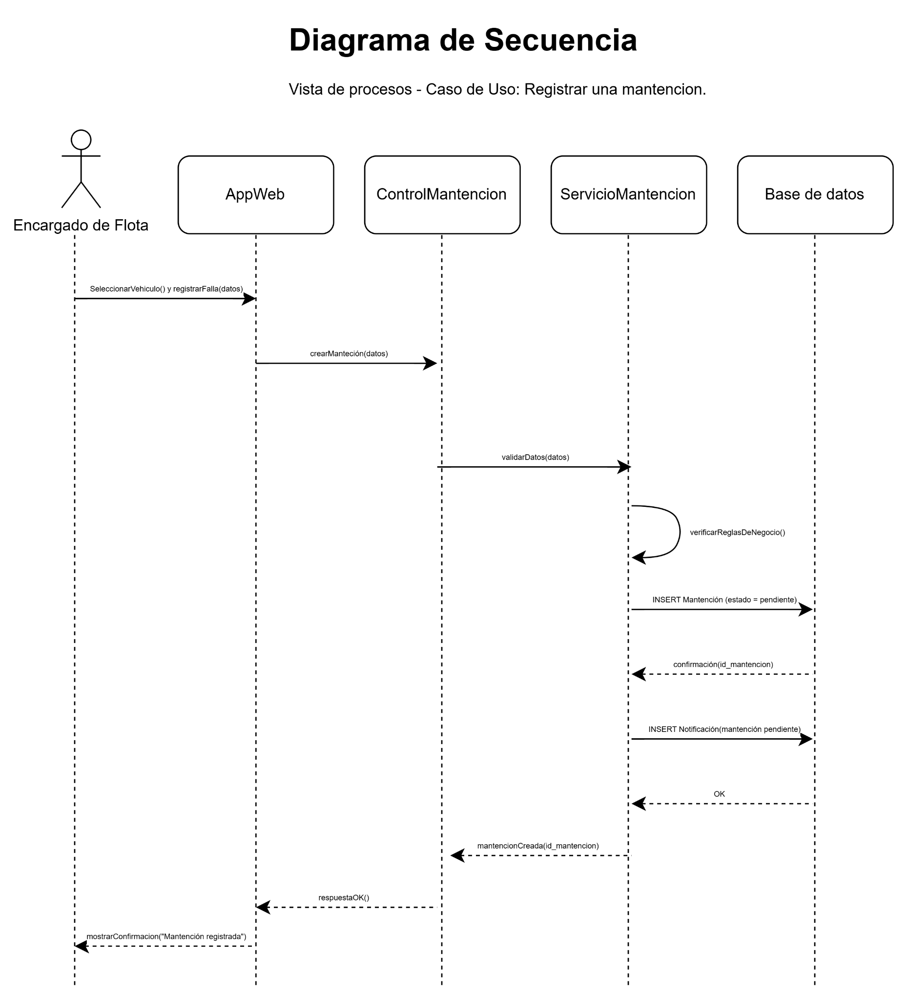 Diagrama de Secuencia
Vista de procesos - Caso de Uso: Registrar una mantencion.
Encargado de Flota
AppWeb
ControlMantencion
ServicioMantencion
Base de datos
SeleccionarVehiculo() y registrarFalla(datos)
crearManteción(datos)
validarDatos(datos)
verificarReglasDeNegocio()
INSERT Mantención (estado = pendiente)
confirmación(id_mantencion)
INSERT Notificación(mantención pendiente)
OK
mantencionCreada(id_mantencion)
respuestaOK()
mostrarConfirmacion("Mantención registrada")